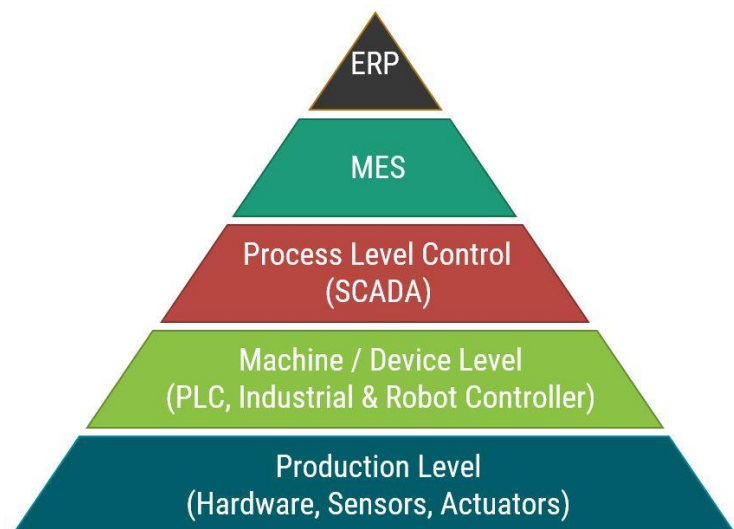 ERP
MES
Process Level Control
(SCADA)
Machine / Device Level
(PLC, Industrial & Robot Controller)
Production Level
(Hardware, Sensors, Actuators)